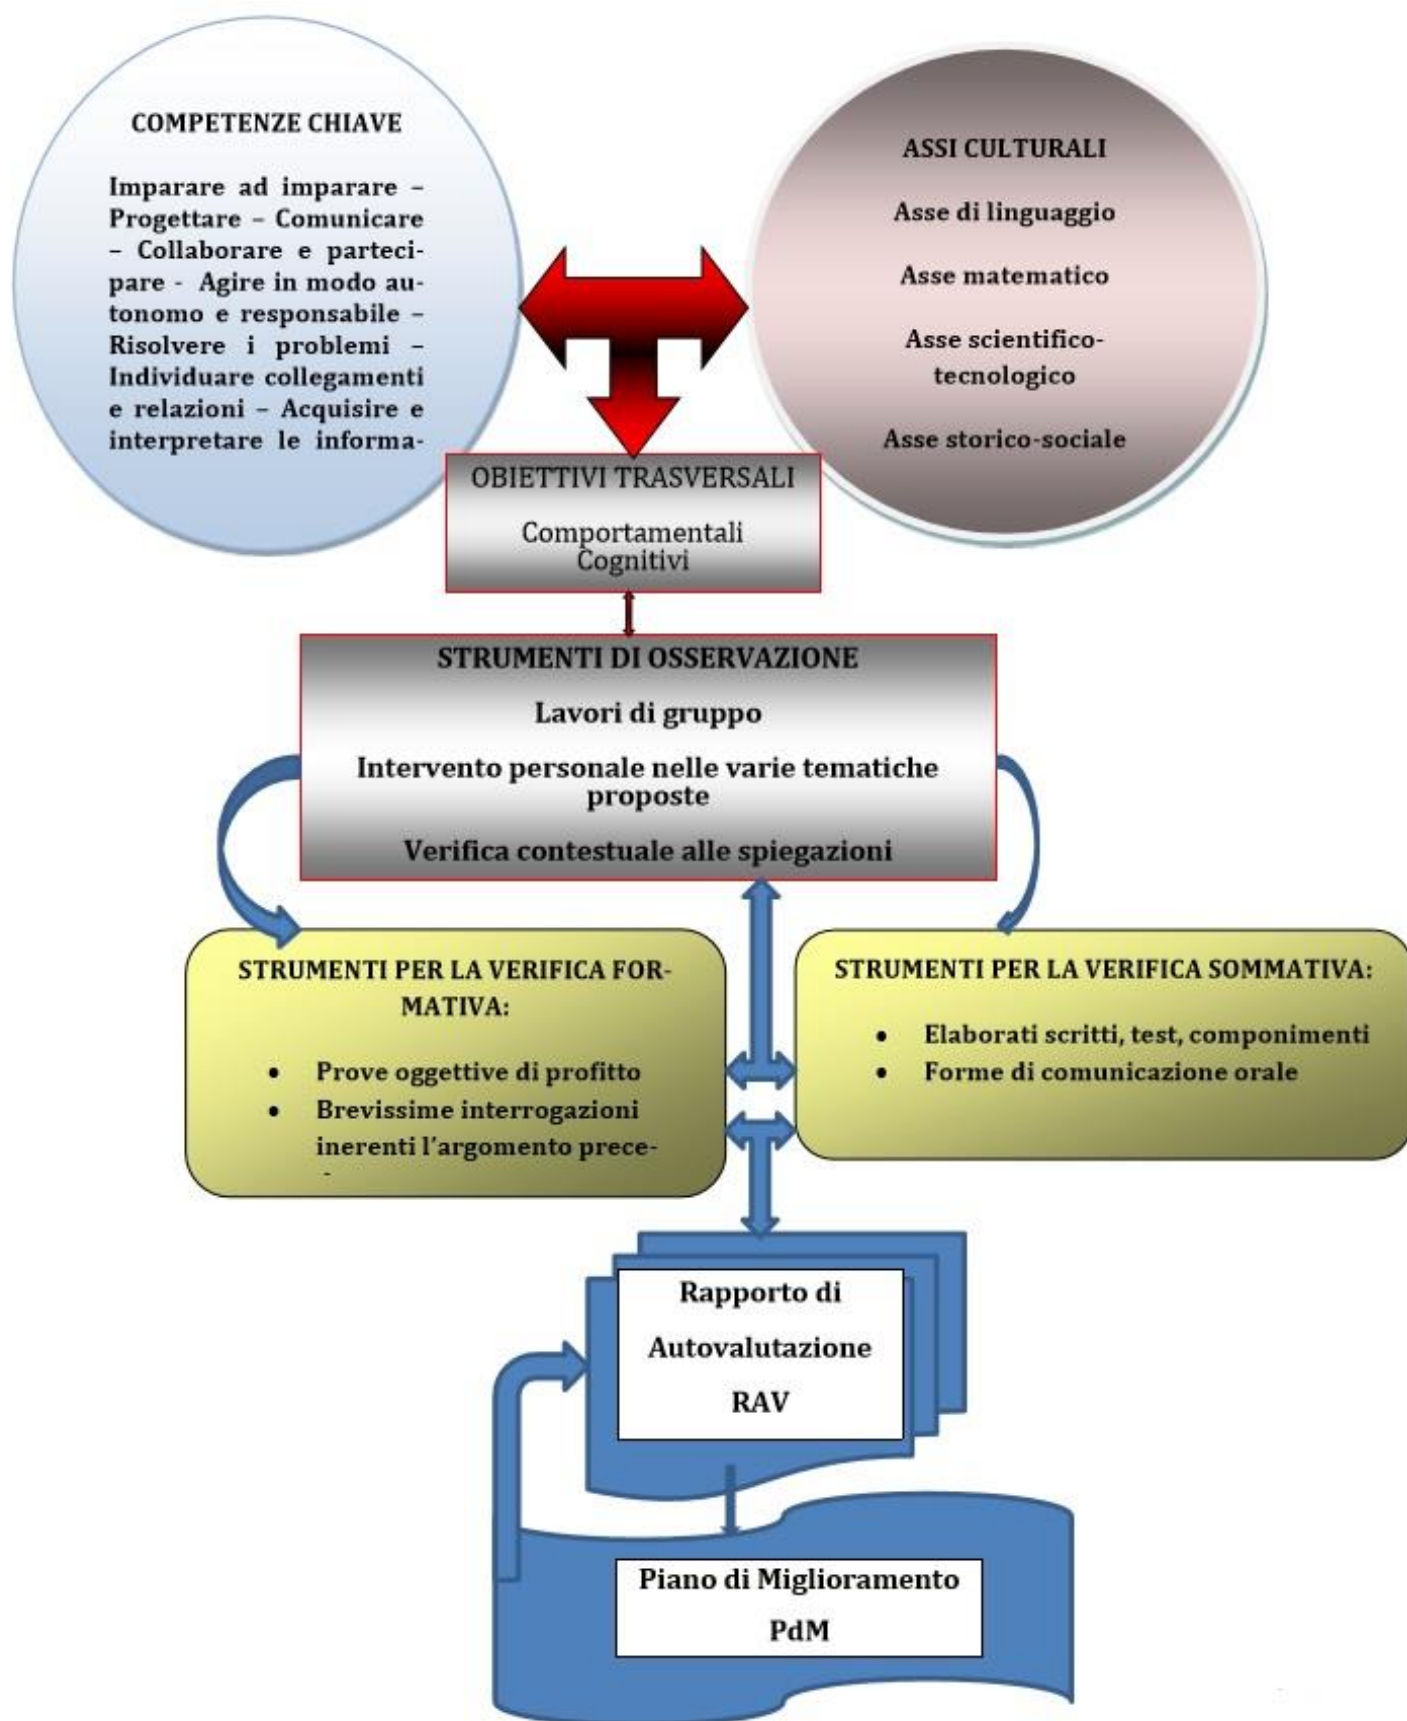 COMPETENZE CHIAVE
Imparare ad imparare –
Progettare – Comunicare
– Collaborare e parteci-
pare - Agire in modo au-
tonomo e responsabile –
Risolvere i problemi –
Individuare collegamenti
e relazioni – Acquisire e
interpretare le informa-
ASSI CULTURALI
Asse di linguaggio
Asse matematico
Asse scientifico-
tecnologico
Asse storico-sociale
OBIETTIVI TRASVERSALI
Comportamentali
Cognitivi
STRUMENTI DI OSSERVAZIONE
Lavori di gruppo
Intervento personale nelle varie tematiche
proposte
Verifica contestuale alle spiegazioni
STRUMENTI PER LA VERIFICA FOR-
MATIVA:
• Prove oggettive di profitto
• Brevissime interrogazioni
inerenti l’argomento prece-
STRUMENTI PER LA VERIFICA SOMMATIVA:
• Elaborati scritti, test, componimenti
• Forme di comunicazione orale
Rapporto di
Autovalutazione
RAV
Piano di Miglioramento
PdM